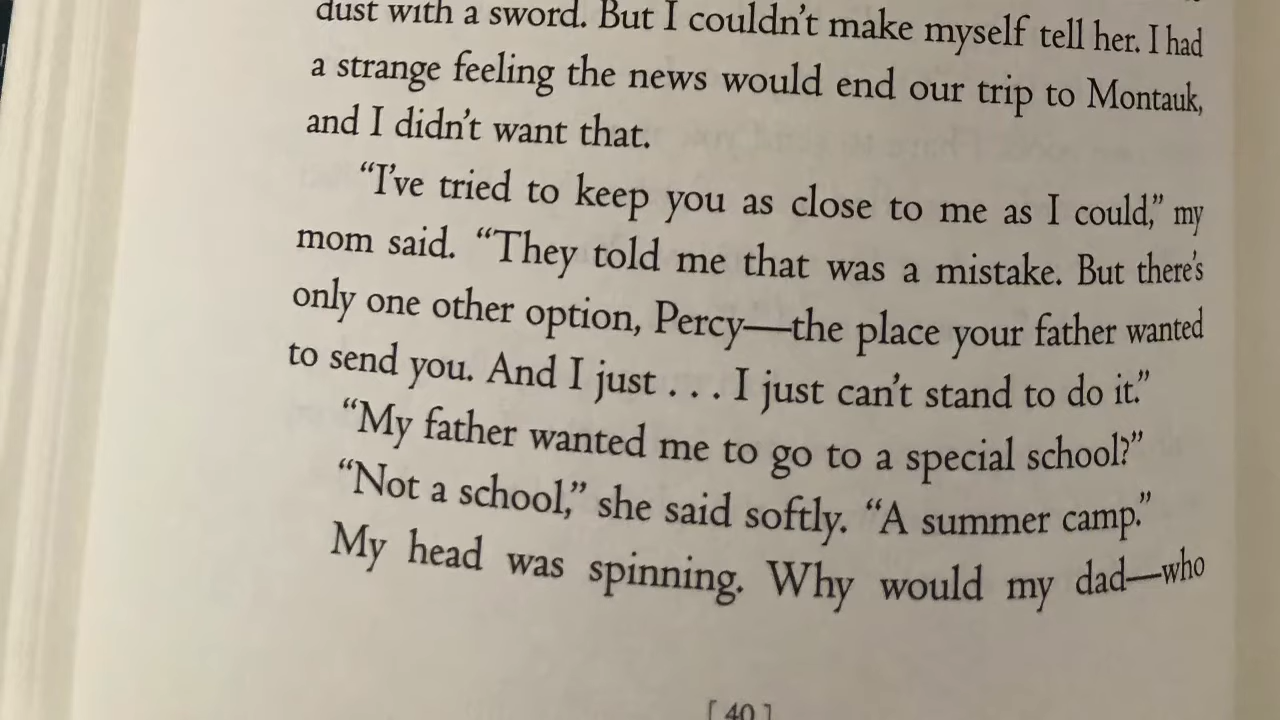 dust with a sword. But I couldn’t make myself tell her. I had
a strange feeling the news would end our trip to Montauk,
and I didn’t want that.
“I’ve tried to keep you as close to me as I could,” my
mom said. “They told me that was a mistake. But there’s
only one other option, Percy—the place your father wanted
to send you. And I just . . . I just can’t stand to do it.”
“My father wanted me to go to a special school?”
“Not a school,” she said softly. “A summer camp.”
My head was spinning. Why would my dad—who
[ 40 ]